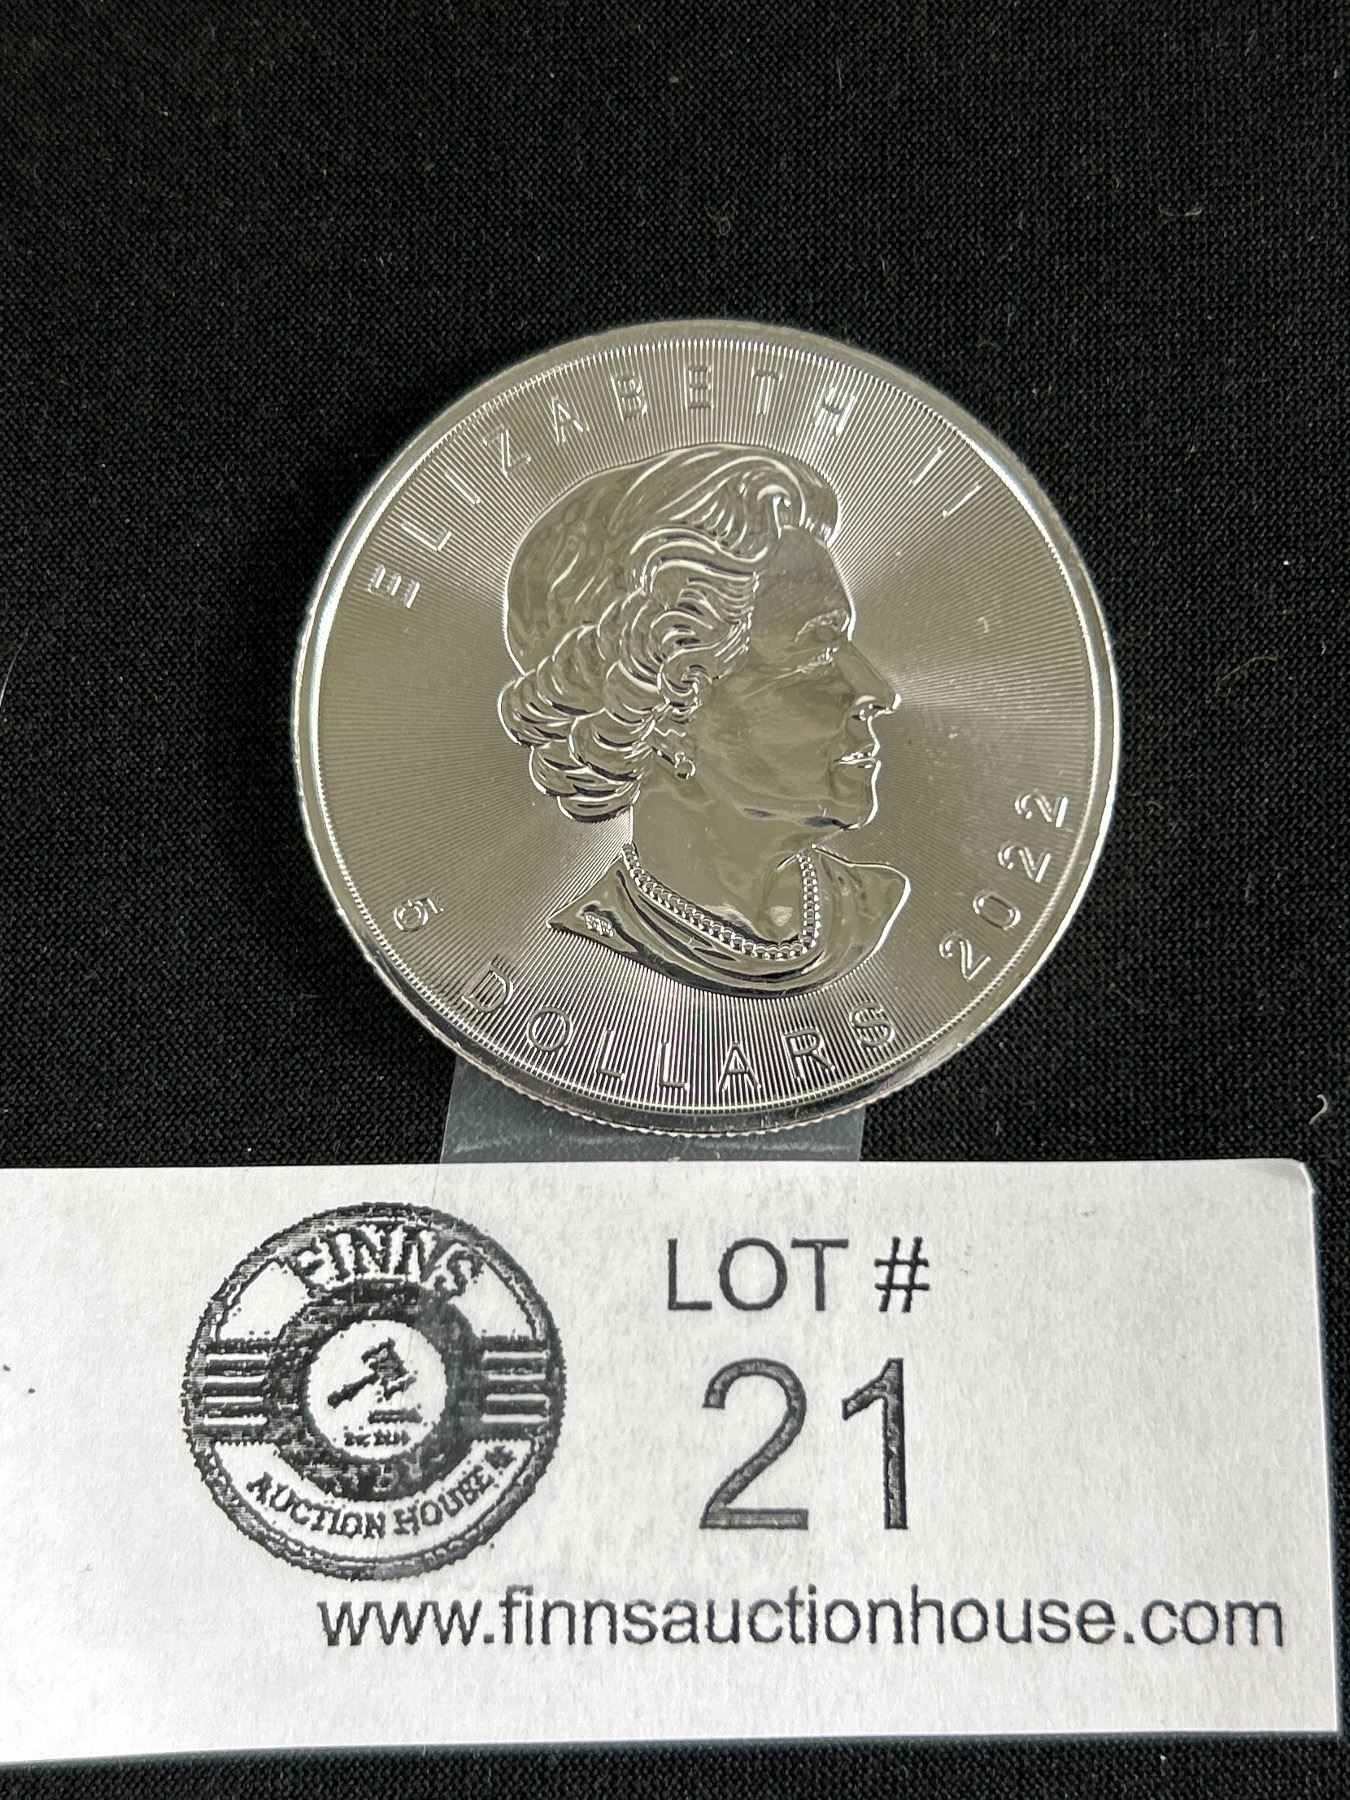 ELIZABETH II
5 DOLLARS 2022
FINNS
AUCTION HOUSE
LOT #
21
www.finnsauctionhouse.com